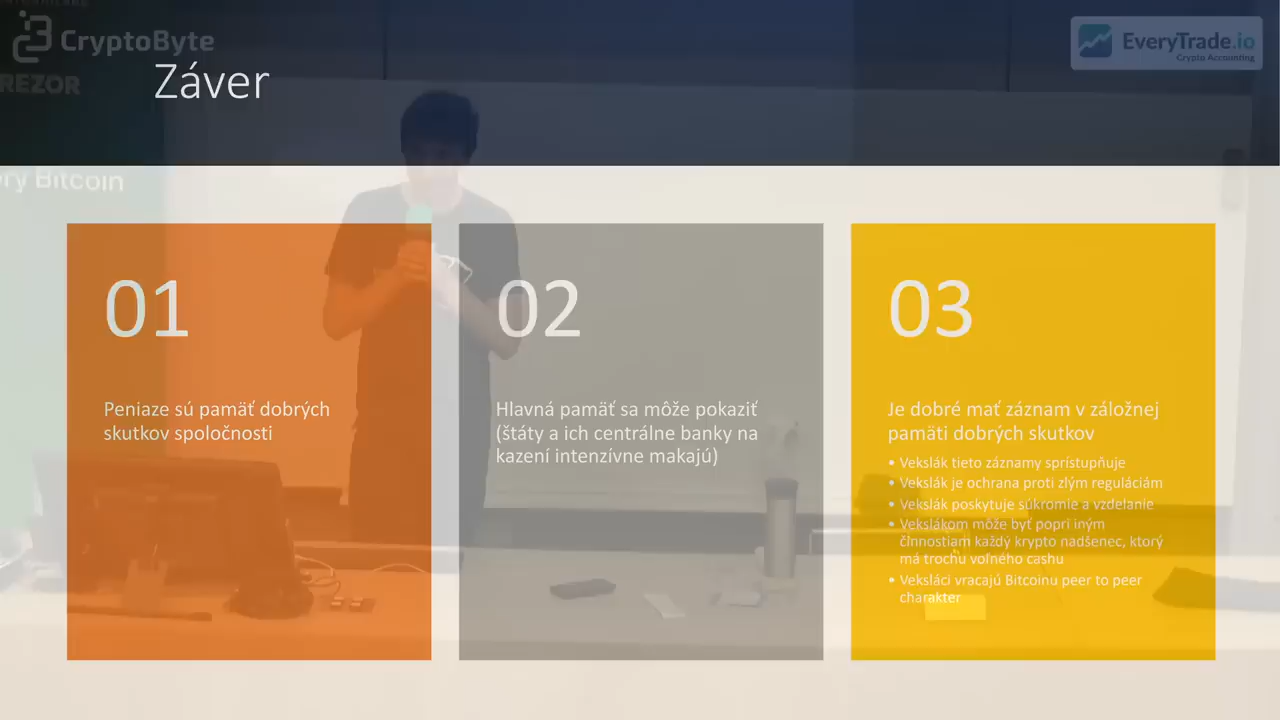 CryptoByte
REZOR
EveryTrade.io
Crypto Accounting
Záver
ry Bitcoin
01
Peniaze sú pamäť dobrých
skutkov spoločnosti
02
Hlavná pamäť sa môže pokaziť
(štáty a ich centrálne banky na
kazení intenzívne makajú)
03
Je dobré mať záznam v záložnej
pamäti dobrých skutkov
• Vekslák tieto záznamy sprístupňuje
• Vekslák je ochrana proti zlým reguláciám
• Vekslák poskytuje súkromie a vzdelanie
• Vekslákom môže byť popri iným
činnostiam každý krypto nadšenec, ktorý
má trochu voľného cashu
• Veksláci vracajú Bitcoinu peer to peer
charakter